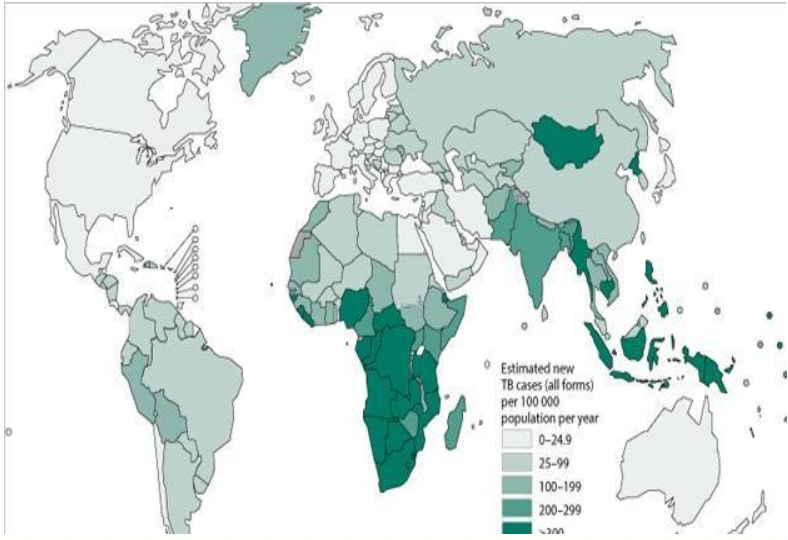 Estimated new
TB cases (all forms)
per 100 000
population per year
0–24.9
25–99
100–199
200–299